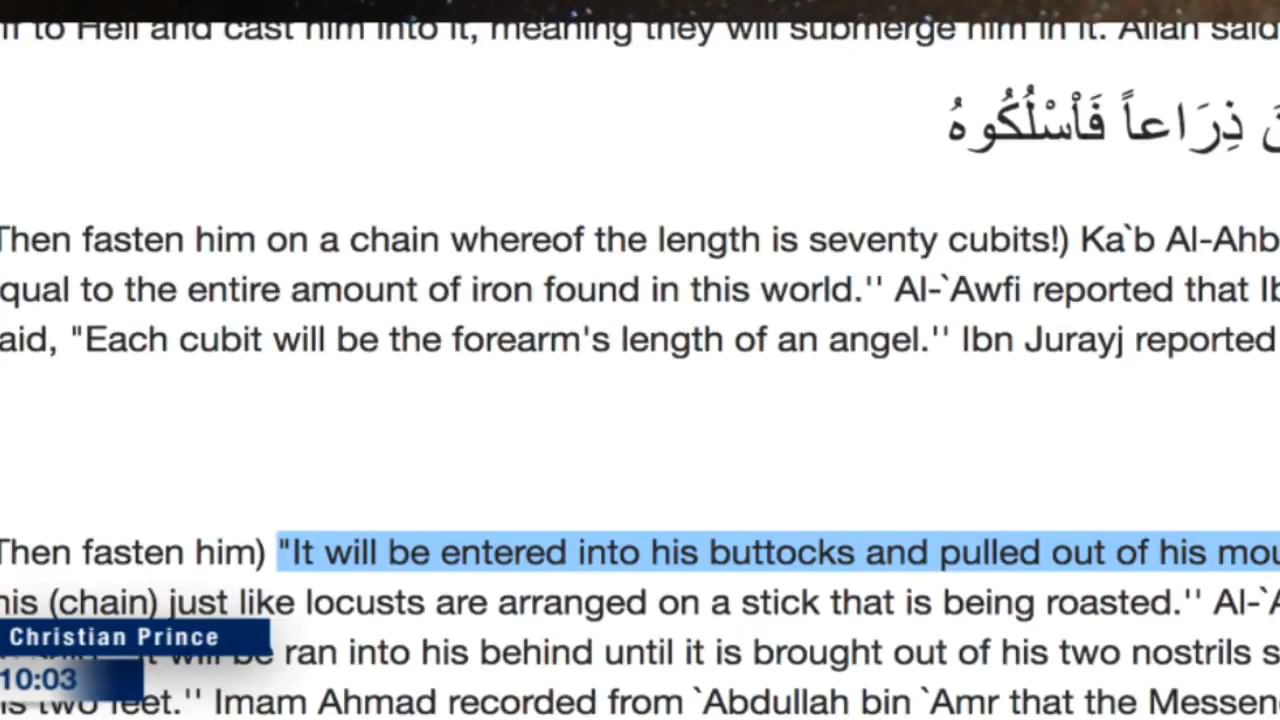 to Hell and cast him into it, meaning they will submerge him in it. Allah said
ذِرَاعاً فَاْسْلُكُوهُ
Then fasten him on a chain whereof the length is seventy cubits!) Ka`b Al-Ahb
qual to the entire amount of iron found in this world.'' Al-`Awfi reported that Ib
aid, "Each cubit will be the forearm's length of an angel.'' Ibn Jurayj reported
Then fasten him) "It will be entered into his buttocks and pulled out of his mou
his (chain) just like locusts are arranged on a stick that is being roasted.'' Al-`A
Christian Prince
It will be ran into his behind until it is brought out of his two nostrils s
10:03
is two feet.'' Imam Ahmad recorded from `Abdullah bin `Amr that the Messen